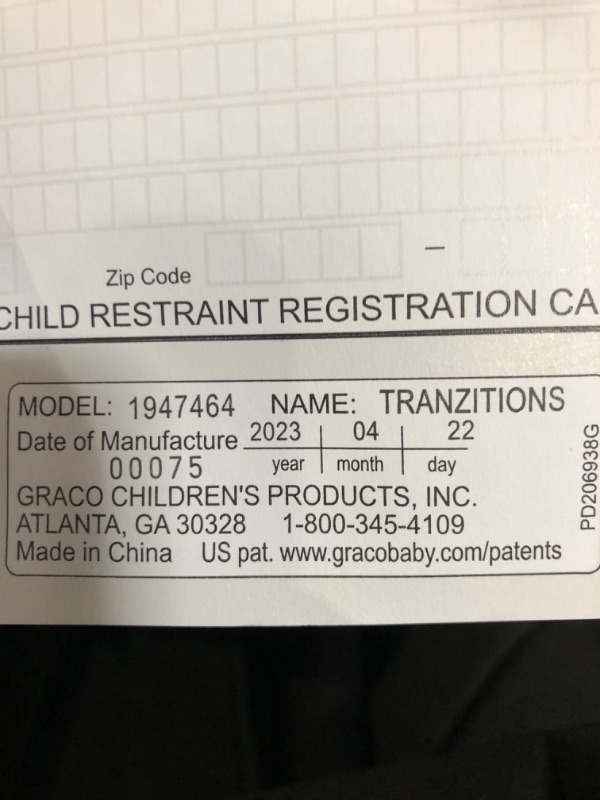 Zip Code
–
CHILD RESTRAINT REGISTRATION CA
MODEL: 1947464 NAME: TRANZITIONS
Date of Manufacture 2023 | 04 | 22
00075 year | month | day
GRACO CHILDREN'S PRODUCTS, INC.
ATLANTA, GA 30328 1-800-345-4109
Made in China US pat. www.gracobaby.com/patents
PD206938G